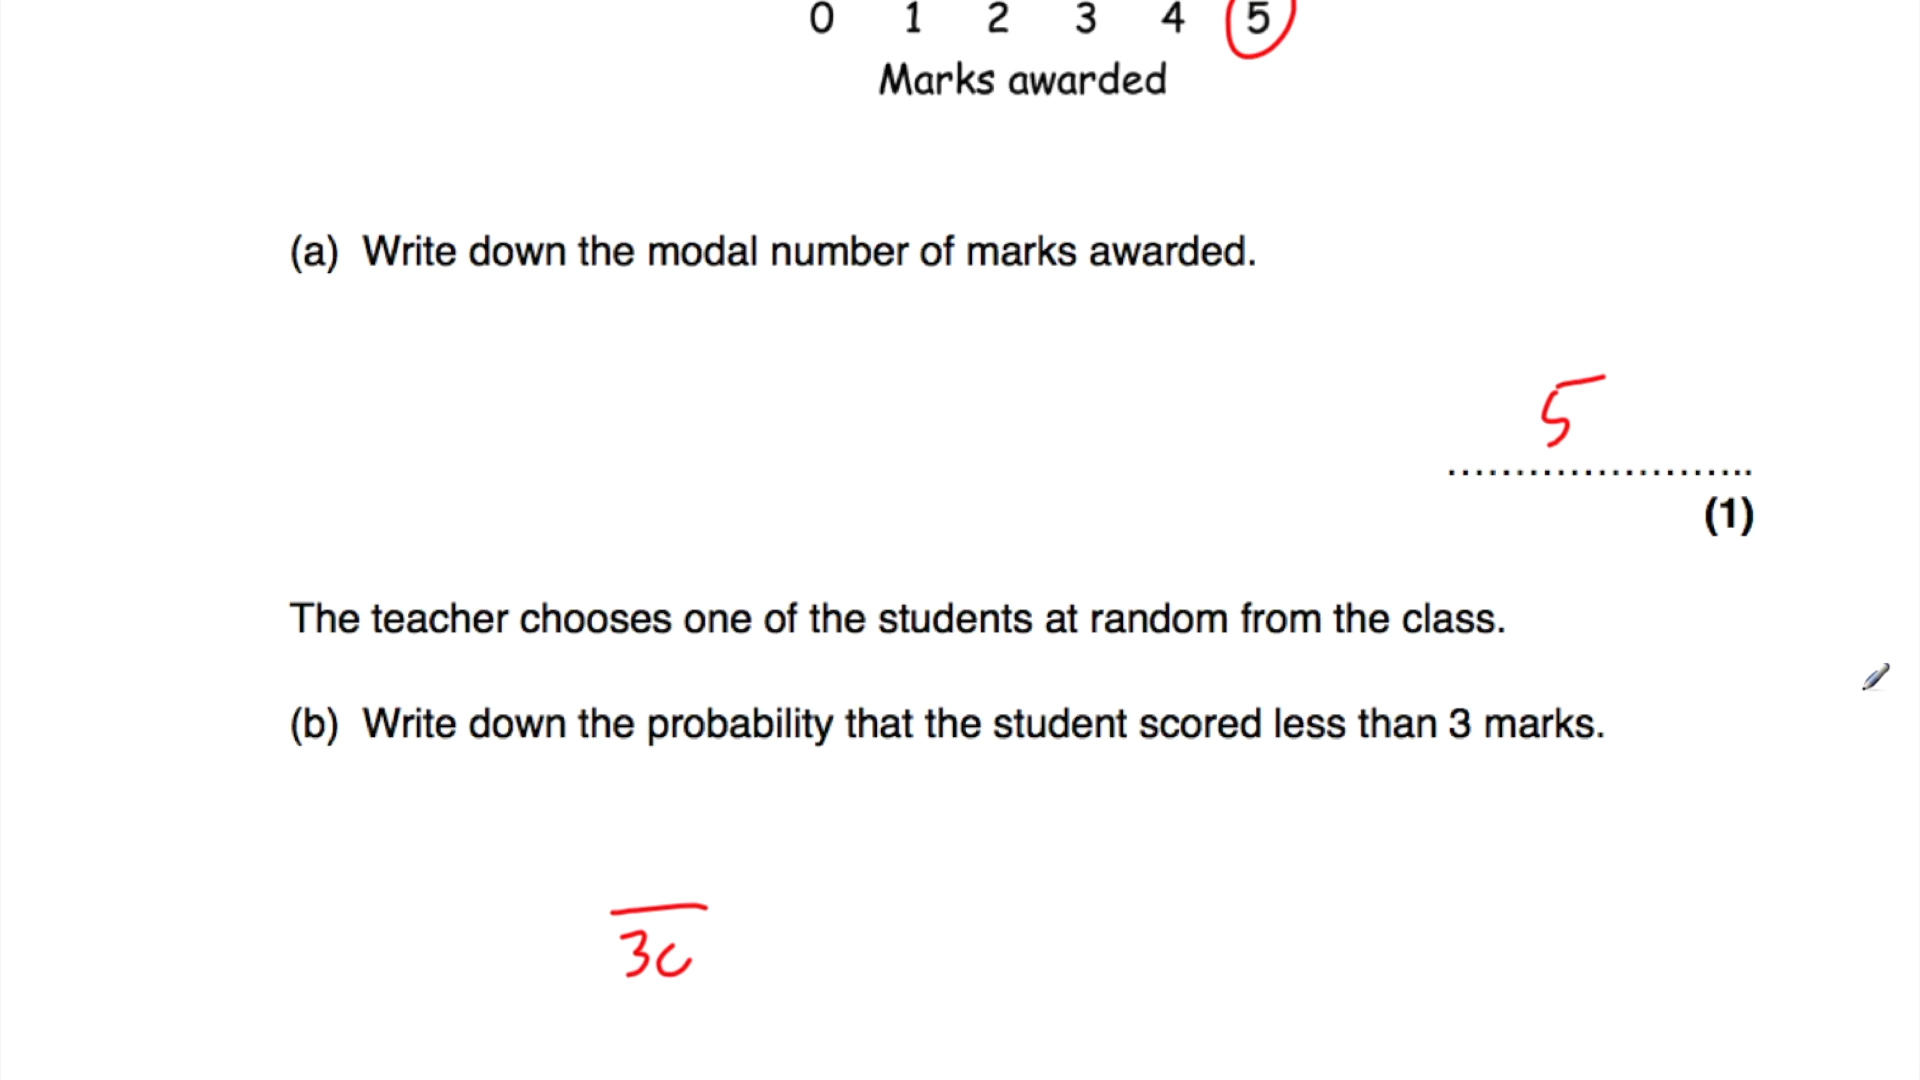 0 1 2 3 4 5
Marks awarded
(a) Write down the modal number of marks awarded.
5
........................
(1)
The teacher chooses one of the students at random from the class.
(b) Write down the probability that the student scored less than 3 marks.